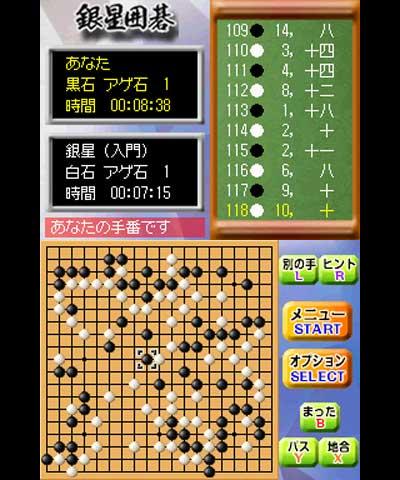 銀星囲碁
あなた
黒石 アゲ石 1
時間 00:08:38
銀星（入門）
白石 アゲ石 1
時間 00:07:15
あなたの手番です
109 14, 八
110 3, 十四
111 4, 十四
112 8, 十二
113 1, 十八
114 2, 十
115 2, 十一
116 6, 八
117 9, 十
118 10, 十
別の手
L
ヒント
R
メニュー
START
オプション
SELECT
まった
B
パス
Y
地合
X